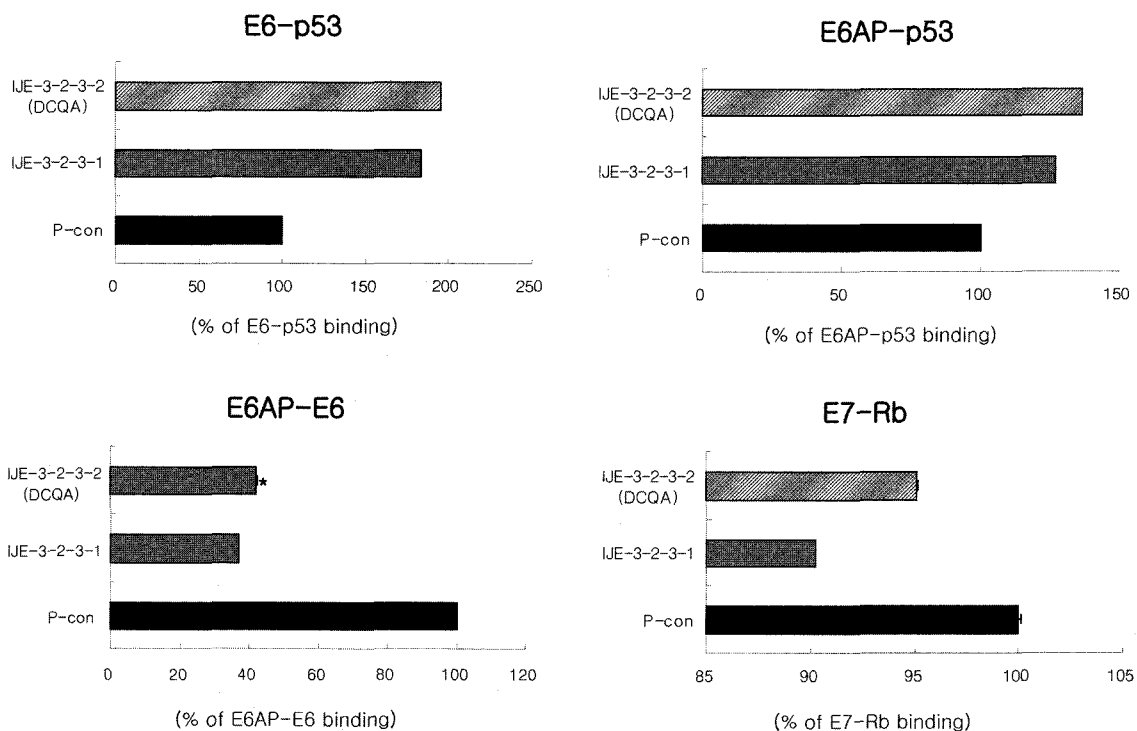 E6-p53
IJE-3-2-3-2
(DCQA)
IJE-3-2-3-1
P-con
0 50 100 150 200 250
(% of E6-p53 binding)
E6AP-p53
IJE-3-2-3-2
(DCQA)
IJE-3-2-3-1
P-con
0 50 100 150
(% of E6AP-p53 binding)
E6AP-E6
IJE-3-2-3-2
(DCQA)
*
IJE-3-2-3-1
P-con
0 20 40 60 80 100 120
(% of E6AP-E6 binding)
E7-Rb
IJE-3-2-3-2
(DCQA)
IJE-3-2-3-1
P-con
85 90 95 100 105
(% of E7-Rb binding)